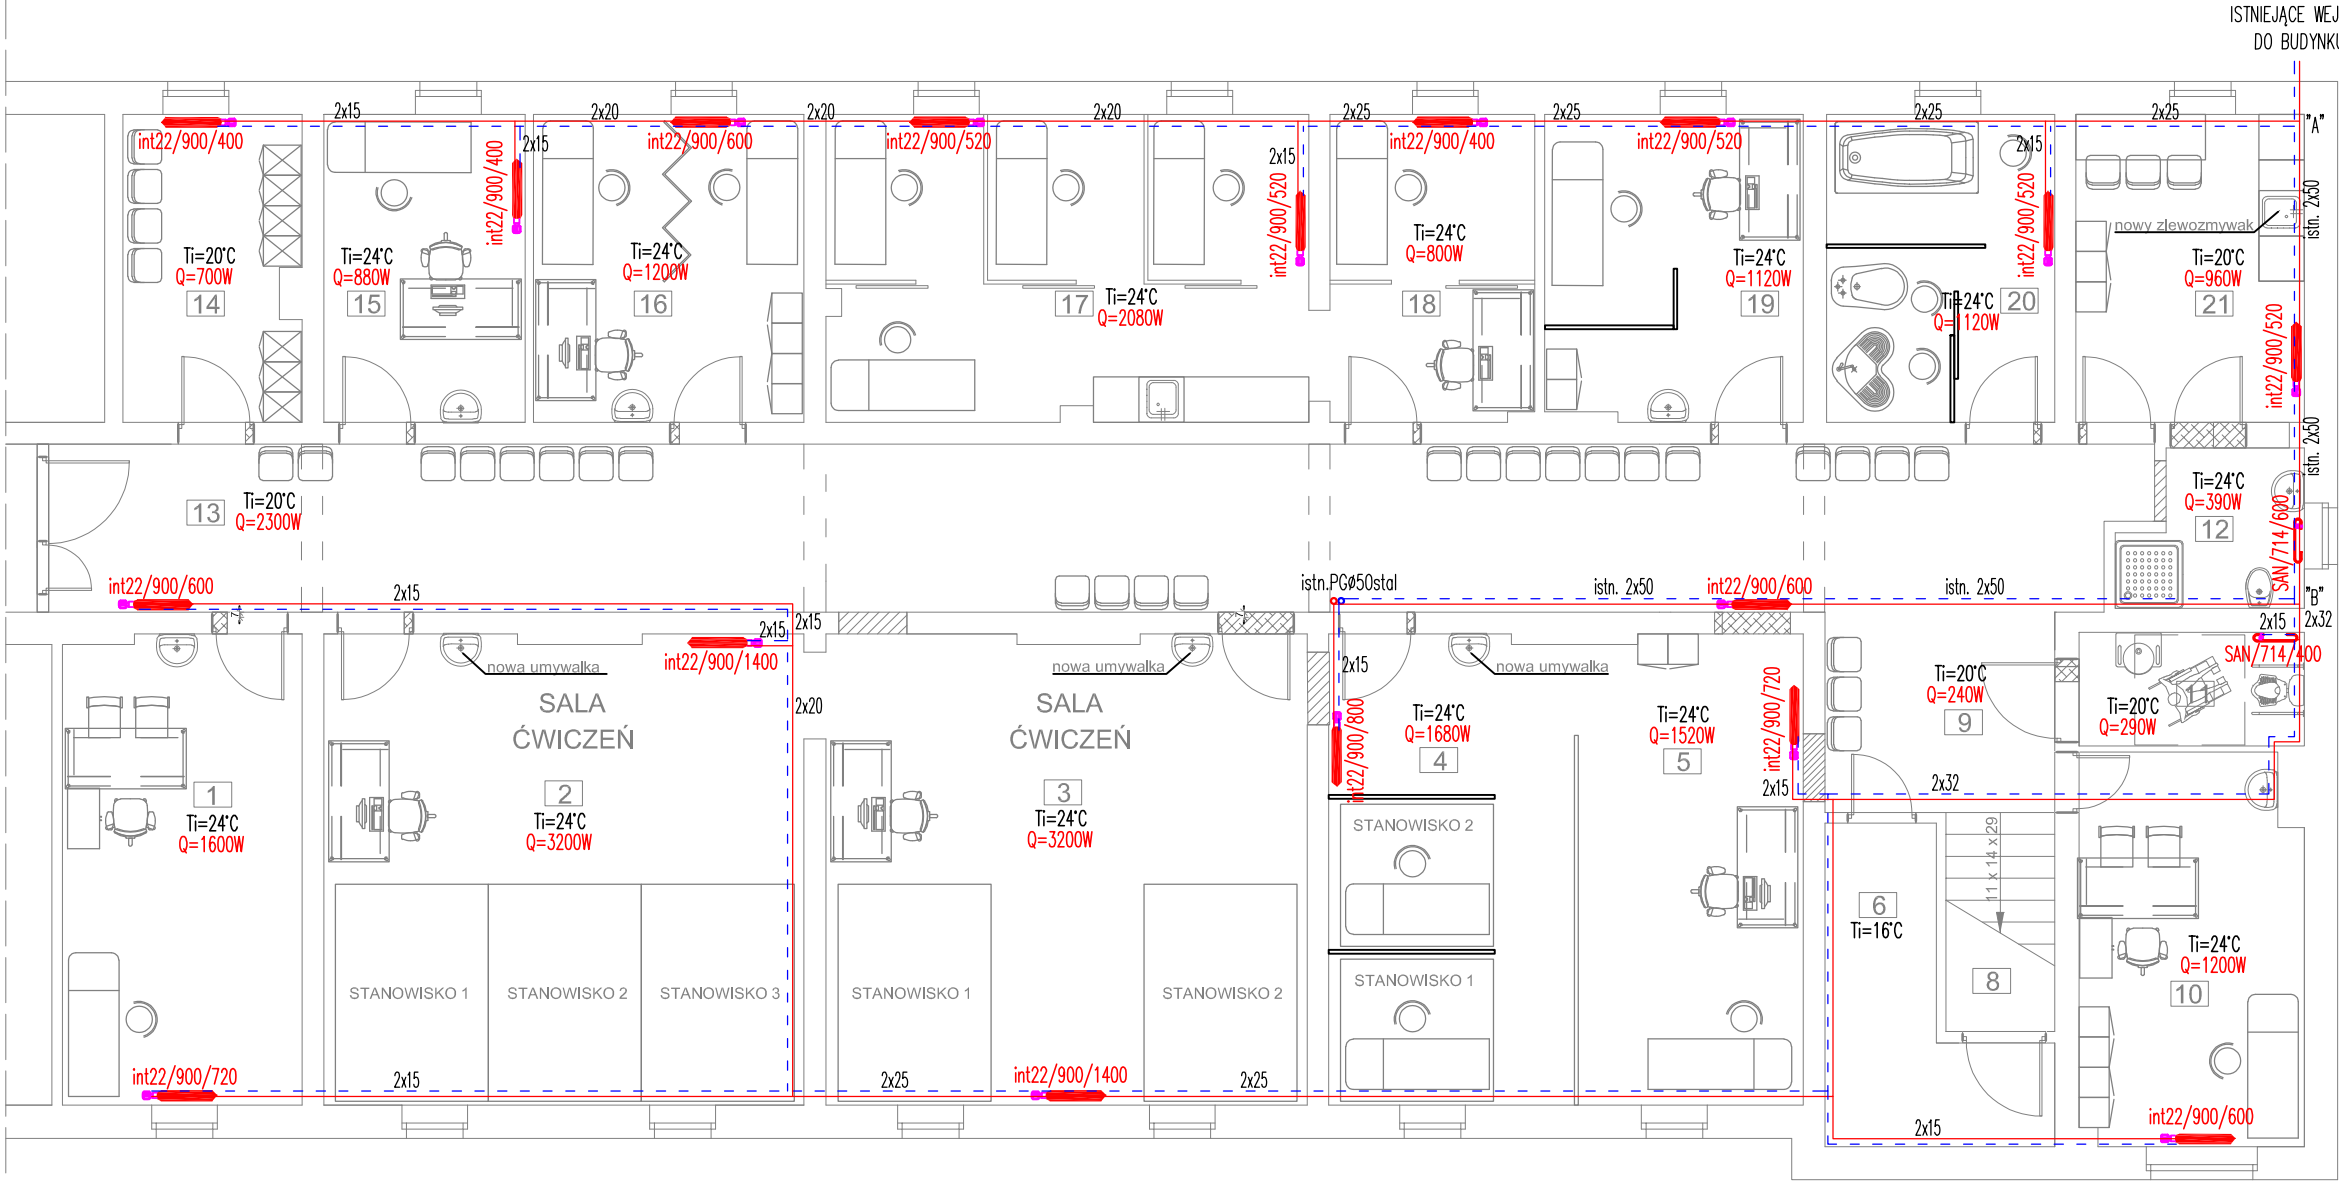 ISTNIEJĄCE WEJ
DO BUDYNKU
2x15
2x20
2x20
2x20
2x25
2x25
2x25
2x25
"A"
int22/900/400
int22/900/400
2x15
int22/900/600
int22/900/520
2x15
int22/900/520
int22/900/400
int22/900/520
2x15
int22/900/520
istn. 2x50
nowy zlewozmywak
Ti=20°C
Q=700W
14
Ti=24°C
Q=880W
15
Ti=24°C
Q=1200W
16
Ti=24°C
Q=2080W
17
Ti=24°C
Q=800W
18
Ti=24°C
Q=1120W
19
Ti=24°C
Q=1120W
20
Ti=20°C
Q=960W
21
int22/900/520
istn. 2x50
13
Ti=20°C
Q=2300W
Ti=24°C
Q=390W
12
SAN/714/600
int22/900/600
2x15
2x15
2x15
int22/900/1400
istn.PGø50stal
istn. 2x50
int22/900/600
istn. 2x50
"B"
2x32
2x15
SAN/714/400
nowa umywalka
nowa umywalka
nowa umywalka
SALA
ĆWICZEŃ
SALA
ĆWICZEŃ
2x20
2x15
int22/900/800
int22/900/720
2x15
Ti=24°C
Q=1680W
4
Ti=24°C
Q=1520W
5
Ti=20°C
Q=240W
9
11
Ti=20°C
Q=290W
2x32
1
Ti=24°C
Q=1600W
2
Ti=24°C
Q=3200W
3
Ti=24°C
Q=3200W
STANOWISKO 2
STANOWISKO 1
11 x 14 x 29
6
Ti=16°C
8
Ti=24°C
Q=1200W
10
STANOWISKO 1
STANOWISKO 2
STANOWISKO 3
STANOWISKO 1
STANOWISKO 2
int22/900/720
2x15
2x25
int22/900/1400
2x25
2x15
int22/900/600